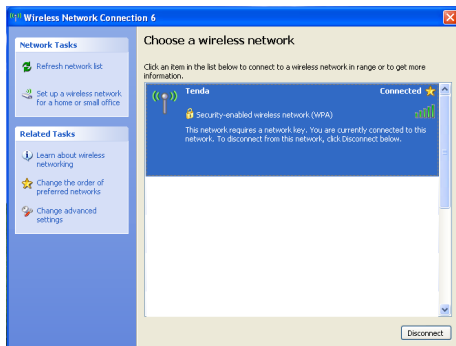 Wireless Network Connection 6
Network Tasks
Refresh network list
Set up a wireless network
for a home or small office
Related Tasks
Learn about wireless
networking
Change the order of
preferred networks
Change advanced
settings
Choose a wireless network
Click an item in the list below to connect to a wireless network in range or to get more
information.
Tenda
Connected
Security-enabled wireless network (WPA)
This network requires a network key. You are currently connected to this
network. To disconnect from this network, click Disconnect below.
Disconnect